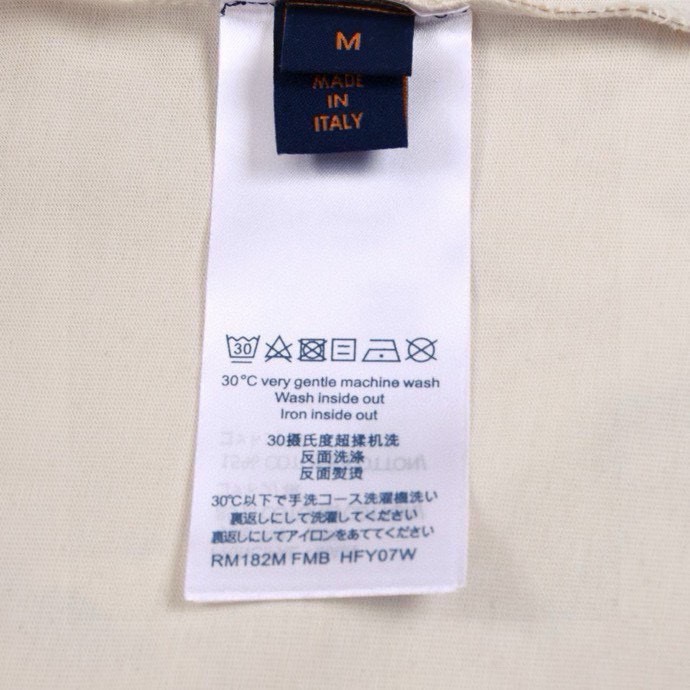 M
MADE
IN
ITALY
30
30°C very gentle machine wash
Wash inside out
Iron inside out
30摄氏度超揉机洗
反面洗涤
反面熨烫
30℃以下で手洗コース洗濯機洗い
裏返しにして洗濯してください
裏返しにしてアイロンをあててください
RM182M FMB HFY07W